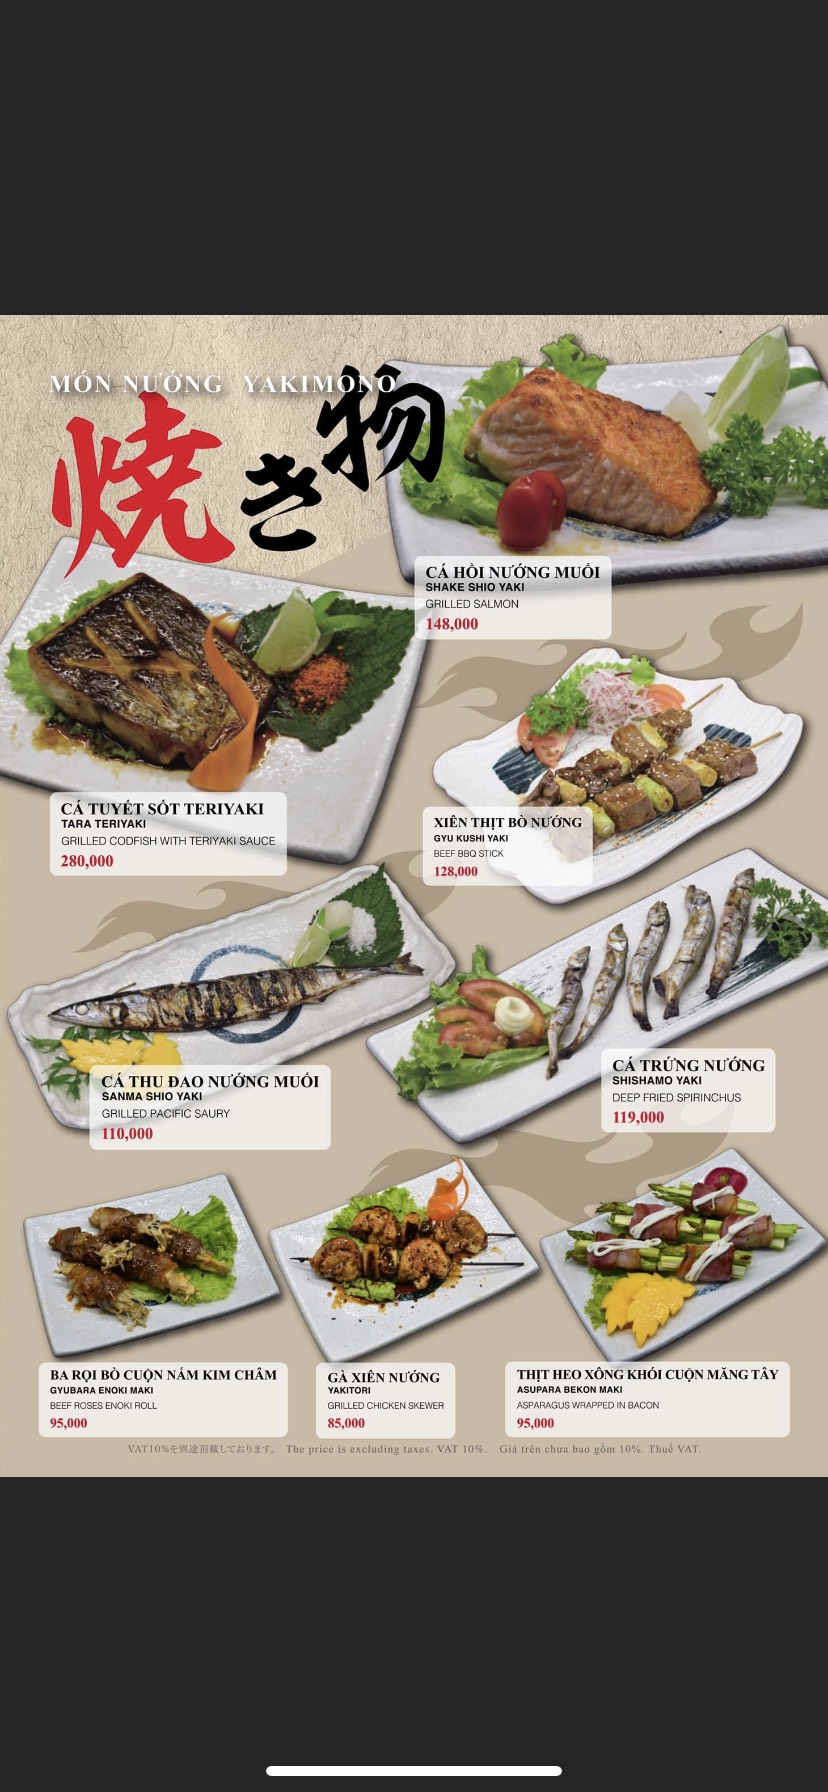 MÓN NƯỚNG YAKIMONO
焼き物
CÁ HỒI NƯỚNG MUỐI
SHAKE SHIO YAKI
GRILLED SALMON
148,000
CÁ TUYẾT SÓT TERIYAKI
TARA TERIYAKI
GRILLED CODFISH WITH TERIYAKI SAUCE
280,000
XIÊN THỊT BÒ NƯỚNG
GYU KUSHI YAKI
BEEF BBQ STICK
128,000
CÁ THU ĐAO NƯỚNG MUỐI
SANMA SHIO YAKI
GRILLED PACIFIC SAURY
110,000
CÁ TRỨNG NƯỚNG
SHISHAMO YAKI
DEEP FRIED SPIRINCHUS
119,000
BA RỌI BÒ CUỘN NẤM KIM CHÂM
GYUBARA ENOKI MAKI
BEEF ROSES ENOKI ROLL
95,000
GÀ XIÊN NƯỚNG
YAKITORI
GRILLED CHICKEN SKEWER
85,000
THỊT HEO XÔNG KHÓI CUỘN MĂNG TÂY
ASUPARA BEKON MAKI
ASPARAGUS WRAPPED IN BACON
95,000
VAT10%を別途頂戴しております。 The price is excluding taxes. VAT 10%. Giá trên chưa bao gồm 10%. Thuế VAT.